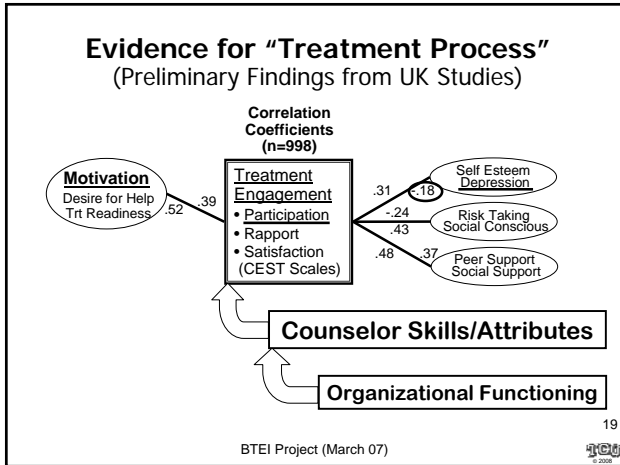 Evidence for “Treatment Process”
(Preliminary Findings from UK Studies)
Correlation
Coefficients
(n=998)
Motivation
Desire for Help
Trt Readiness
.39
.52
Treatment
Engagement
• Participation
• Rapport
• Satisfaction
(CEST Scales)
.31
-.18
-.24
.43
.48
.37
Self Esteem
Depression
Risk Taking
Social Conscious
Peer Support
Social Support
Counselor Skills/Attributes
Organizational Functioning
19
BTEI Project (March 07)
TCU
© 2008